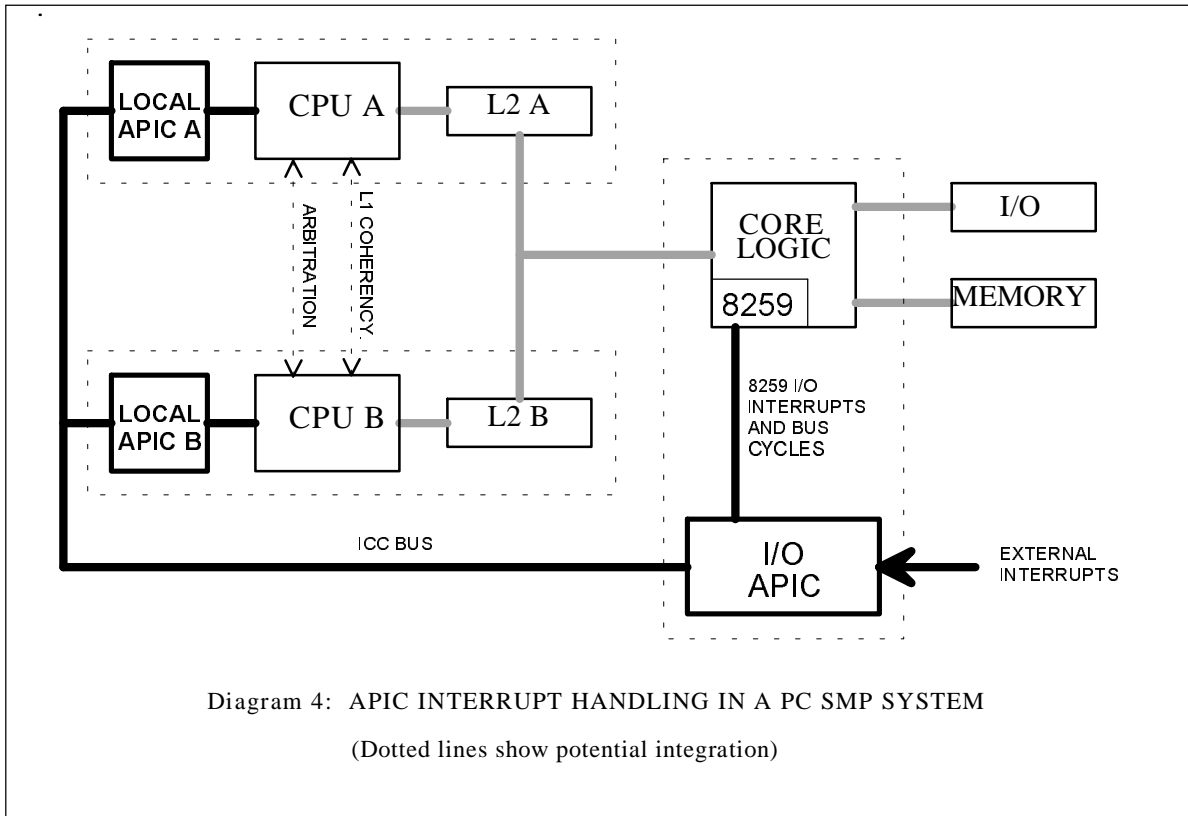 LOCAL
APIC A
CPU A
L2 A
ARBITRATION
L1 COHERENCY.
CORE
LOGIC
8259
I/O
MEMORY
LOCAL
APIC B
CPU B
L2 B
8259 I/O
INTERRUPTS
AND BUS
CYCLES
ICC BUS
I/O
APIC
EXTERNAL
INTERRUPTS
Diagram 4: APIC INTERRUPT HANDLING IN A PC SMP SYSTEM
(Dotted lines show potential integration)